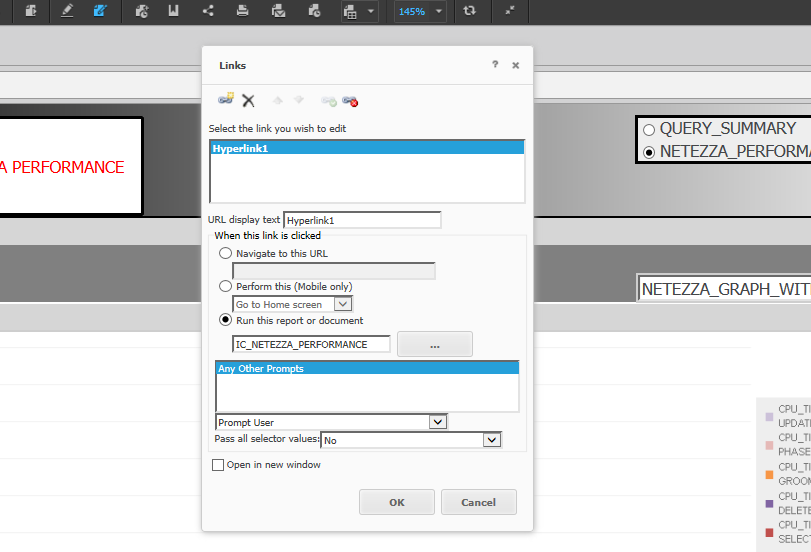 145%
Links
?
Select the link you wish to edit
Hyperlink1
URL display text Hyperlink1
When this link is clicked
Navigate to this URL
Perform this (Mobile only)
Go to Home screen
Run this report or document
IC_NETEZZA_PERFORMANCE
...
Any Other Prompts
Prompt User
Pass all selector values: No
Open in new window
OK
Cancel
A PERFORMANCE
QUERY_SUMMARY
NETEZZA_PERFORMA
NETEZZA_GRAPH_WIT
CPU_TI
UPDAT
CPU_TI
PHASE
CPU_TI
GROOM
CPU_TI
DELETE
CPU_TI
SELEC